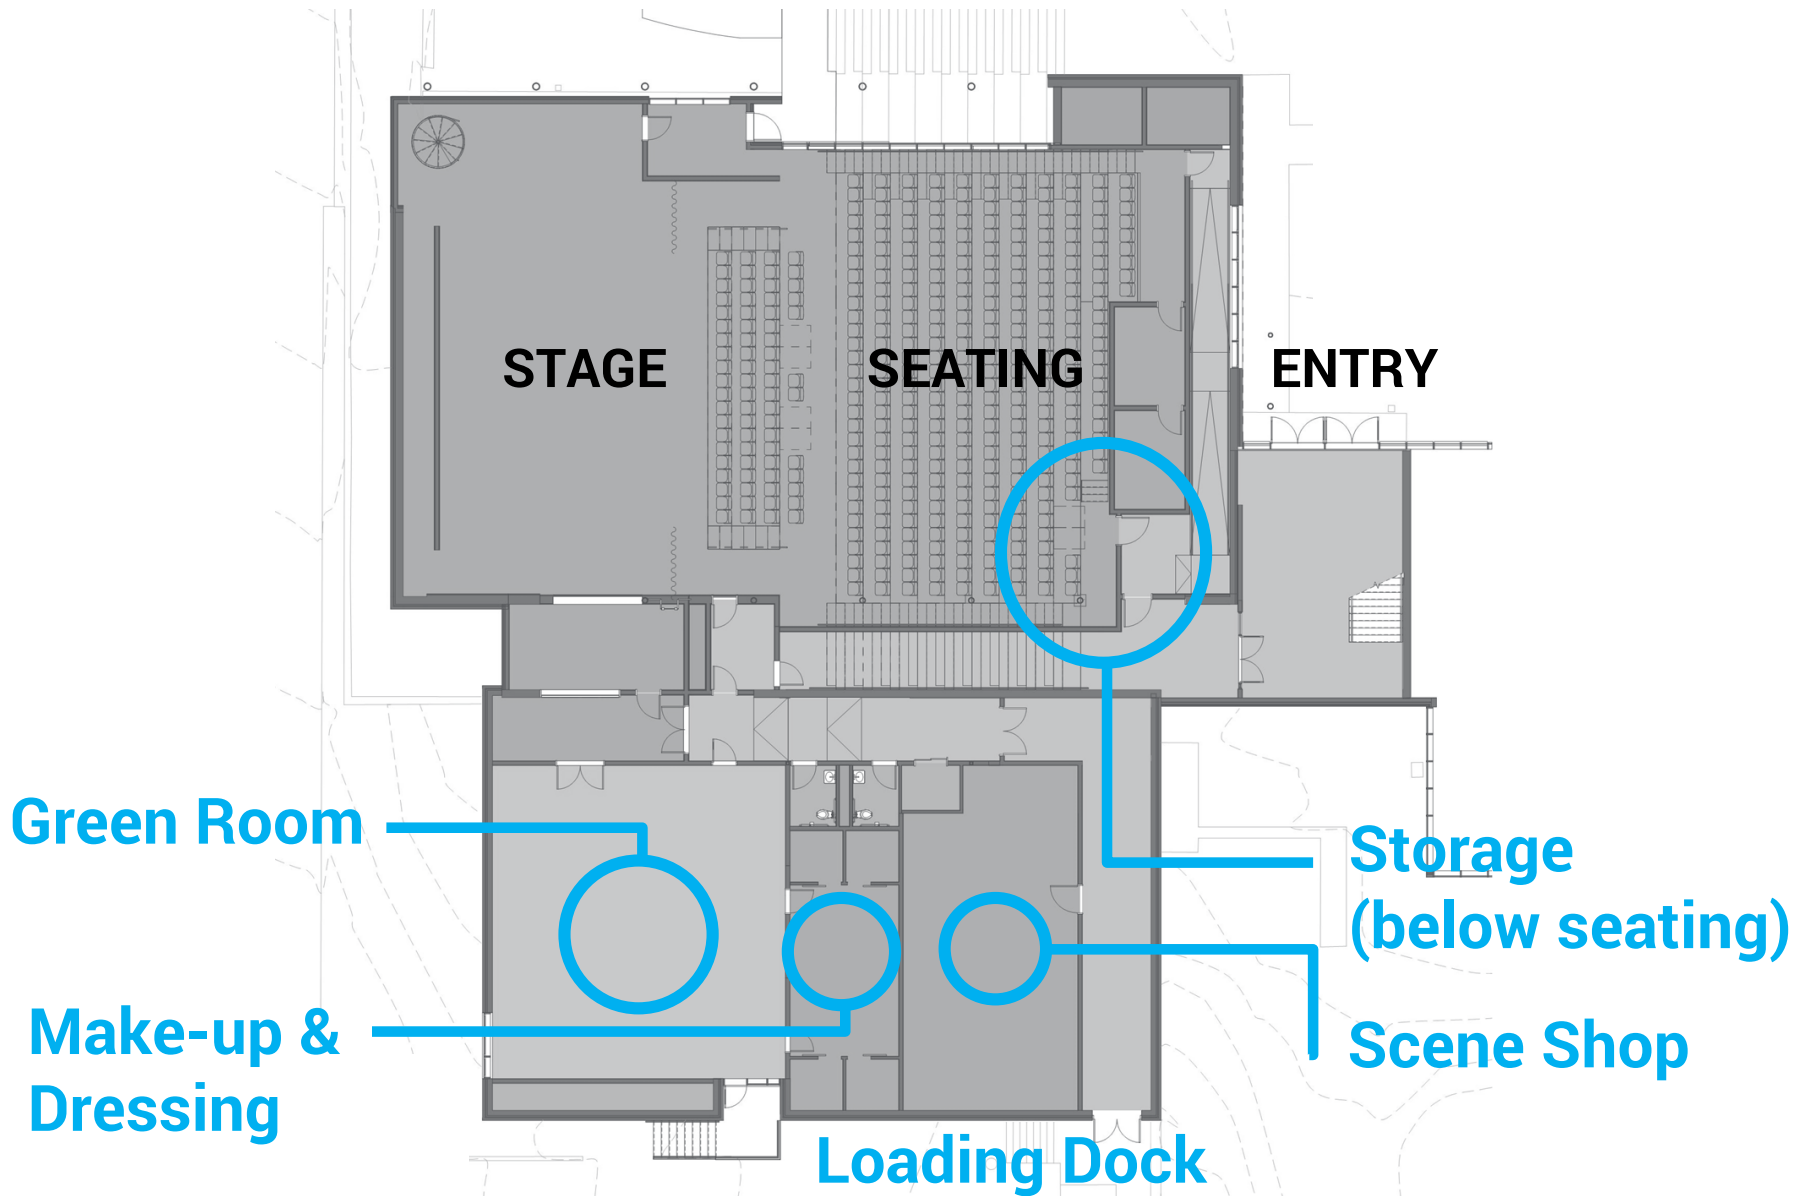 STAGE
SEATING
ENTRY
Green Room
Storage
(below seating)
Make-up &
Dressing
Scene Shop
Loading Dock